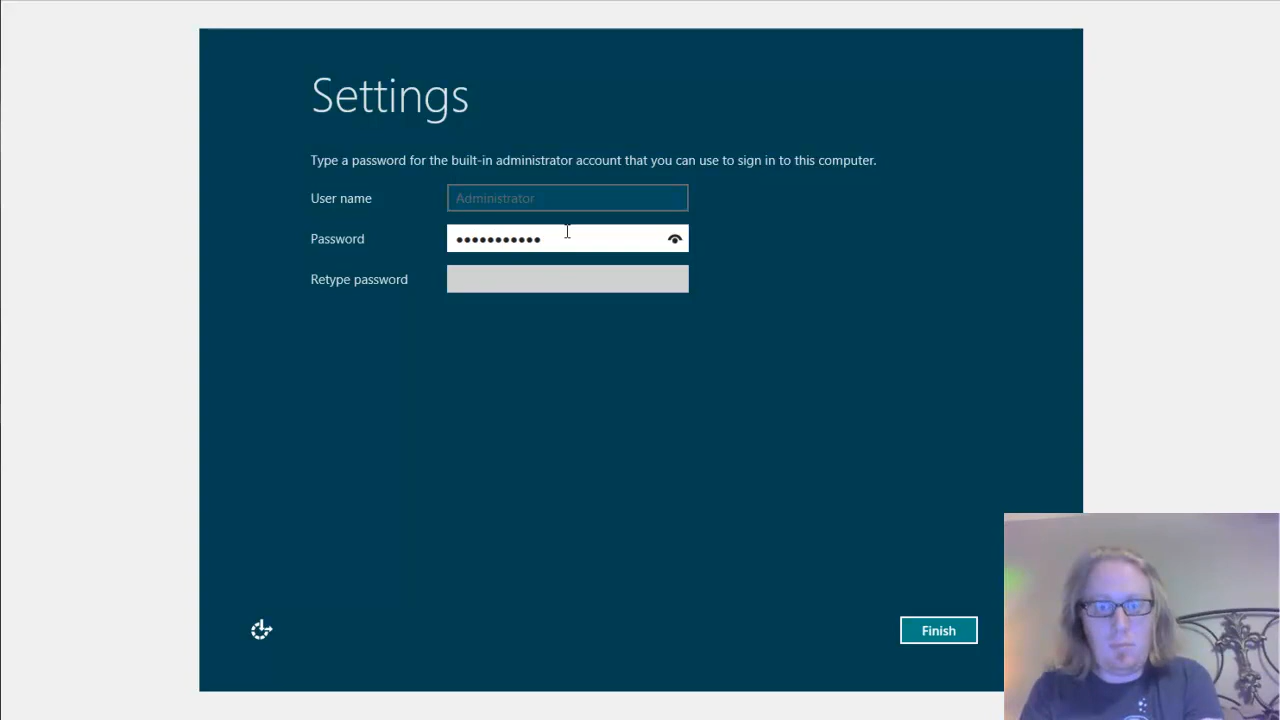 Settings
Type a password for the built-in administrator account that you can use to sign in to this computer.
User name
Administrator
Password
•••••••••••
Retype password
Finish